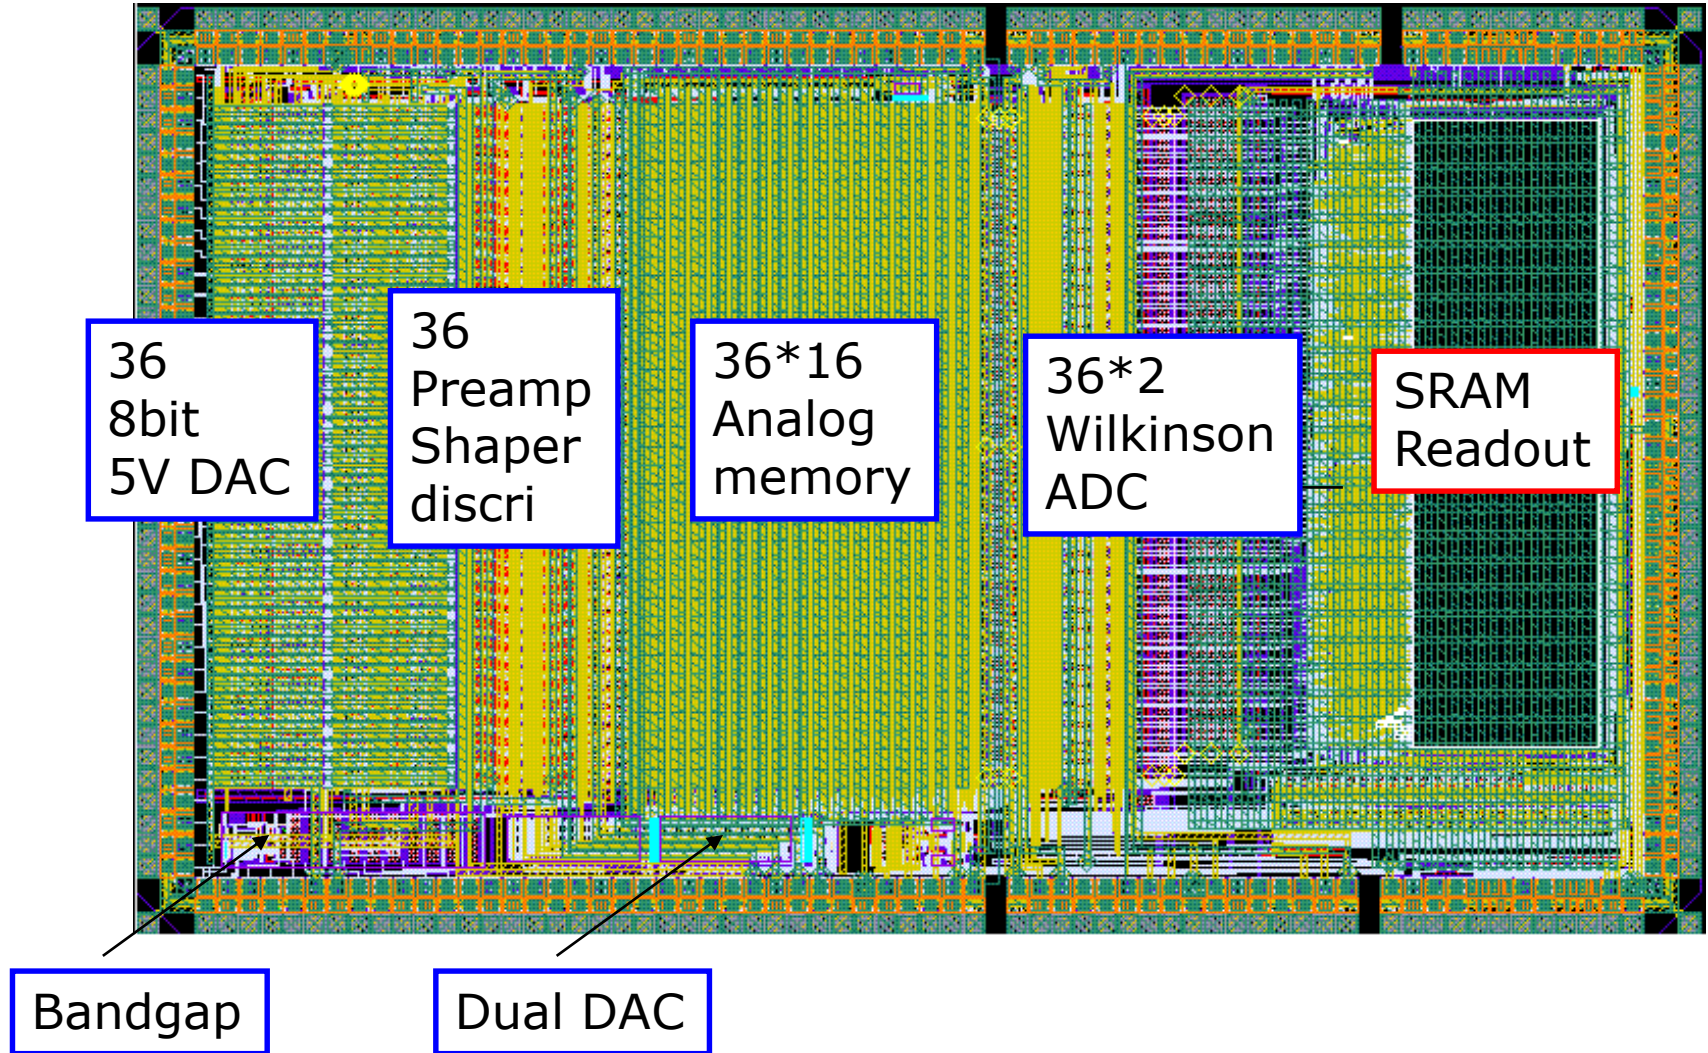 36
8bit
5V DAC
36
Preamp
Shaper
discri
36*16
Analog
memory
36*2
Wilkinson
ADC
SRAM
Readout
Bandgap
Dual DAC